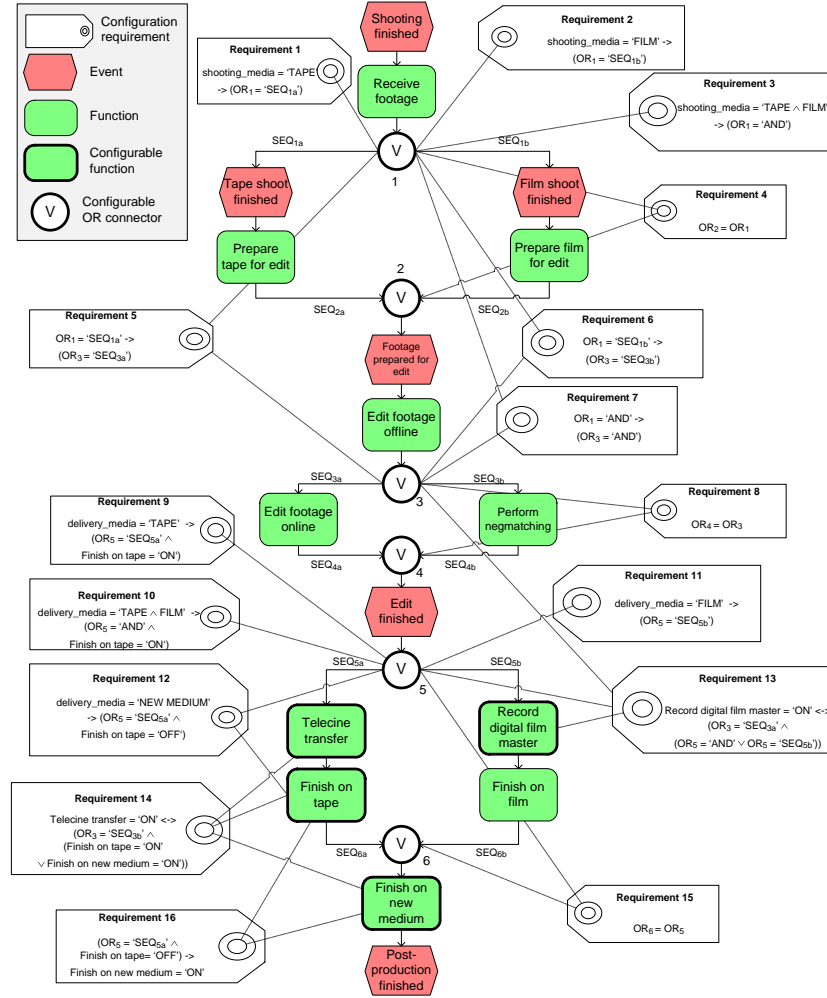 Configuration
requirement
Event
Function
Configurable
function
V
Configurable
OR connector
Shooting
finished
Requirement 1
shooting_media = 'TAPE'
-> (OR1 = 'SEQ1a')
Requirement 2
shooting_media = 'FILM' ->
(OR1 = 'SEQ1b')
Receive
footage
Requirement 3
shooting_media = 'TAPE ∧ FILM'
-> (OR1 = 'AND')
SEQ1a
V
SEQ1b
1
Tape shoot
finished
Film shoot
finished
Requirement 4
OR2 = OR1
Prepare
tape for edit
Prepare film
for edit
2
V
SEQ2a
SEQ2b
Requirement 5
OR1 = 'SEQ1a' ->
(OR3 = 'SEQ3a')
Footage
prepared for
edit
Requirement 6
OR1 = 'SEQ1b' ->
(OR3 = 'SEQ3b')
Requirement 7
OR1 = 'AND' ->
(OR3 = 'AND')
Edit footage
offline
SEQ3a
V
SEQ3b
3
Requirement 8
OR4 = OR3
Requirement 9
delivery_media = 'TAPE' ->
(OR5 = 'SEQ5a' ∧
Finish on tape = 'ON')
Edit footage
online
Perform
negmatching
SEQ4a
V
SEQ4b
4
Requirement 10
delivery_media = 'TAPE ∧ FILM' ->
(OR5 = 'AND' ∧
Finish on tape = 'ON')
Edit
finished
Requirement 11
delivery_media = 'FILM' ->
(OR5 = 'SEQ5b')
Requirement 12
delivery_media = 'NEW MEDIUM'
-> (OR5 = 'SEQ5a' ∧
Finish on tape = 'OFF')
SEQ5a
V
SEQ5b
5
Requirement 13
Record digital film master = 'ON' <->
(OR3 = 'SEQ3a' ∧
(OR5 = 'AND' ∨ OR5 = 'SEQ5b'))
Telecine
transfer
Record
digital film
master
Finish on
tape
Finish on
film
Requirement 14
Telecine transfer = 'ON' <->
(OR3 = 'SEQ3b' ∧
(Finish on tape = 'ON'
∨ Finish on new medium = 'ON'))
SEQ6a
V
SEQ6b
6
Finish on
new
medium
Requirement 15
OR6 = OR5
Requirement 16
(OR5 = 'SEQ5a' ∧
Finish on tape= 'OFF') ->
Finish on new medium = 'ON'
Post-
production
finished